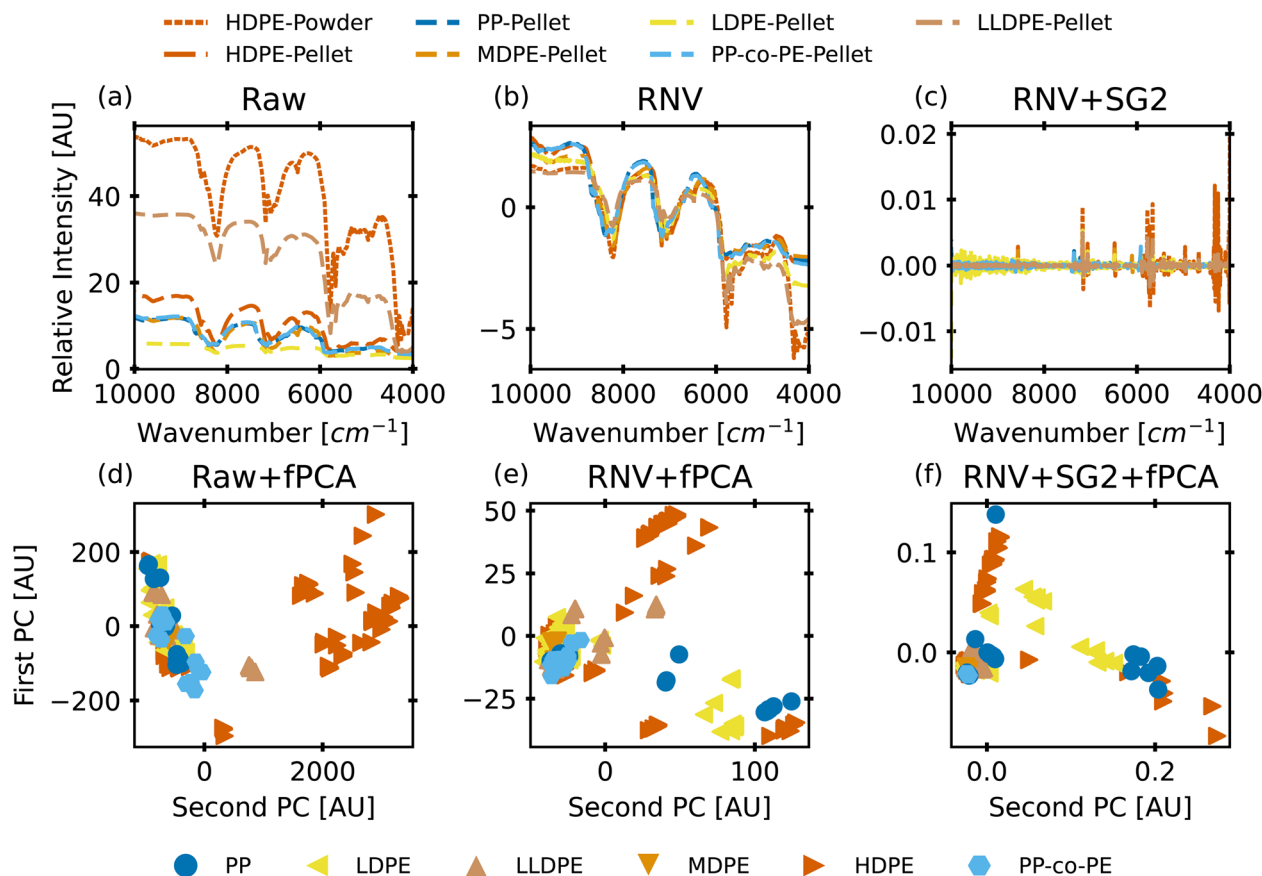 HDPE-Powder PP-Pellet LDPE-Pellet LLDPE-Pellet
HDPE-Pellet MDPE-Pellet PP-co-PE-Pellet
(a) Raw (b) RNV (c) RNV+SG2
Relative Intensity [AU]
40
20
0
10000 8000 6000 4000
Wavenumber [cm⁻¹]
0
−5
10000 8000 6000 4000
Wavenumber [cm⁻¹]
0.02
0.01
0.00
−0.01
10000 8000 6000 4000
Wavenumber [cm⁻¹]
(d) Raw+fPCA (e) RNV+fPCA (f) RNV+SG2+fPCA
First PC [AU]
200
0
−200
0 2000
Second PC [AU]
50
25
0
−25
0 100
Second PC [AU]
0.1
0.0
0.0 0.2
Second PC [AU]
PP LDPE LLDPE MDPE HDPE PP-co-PE